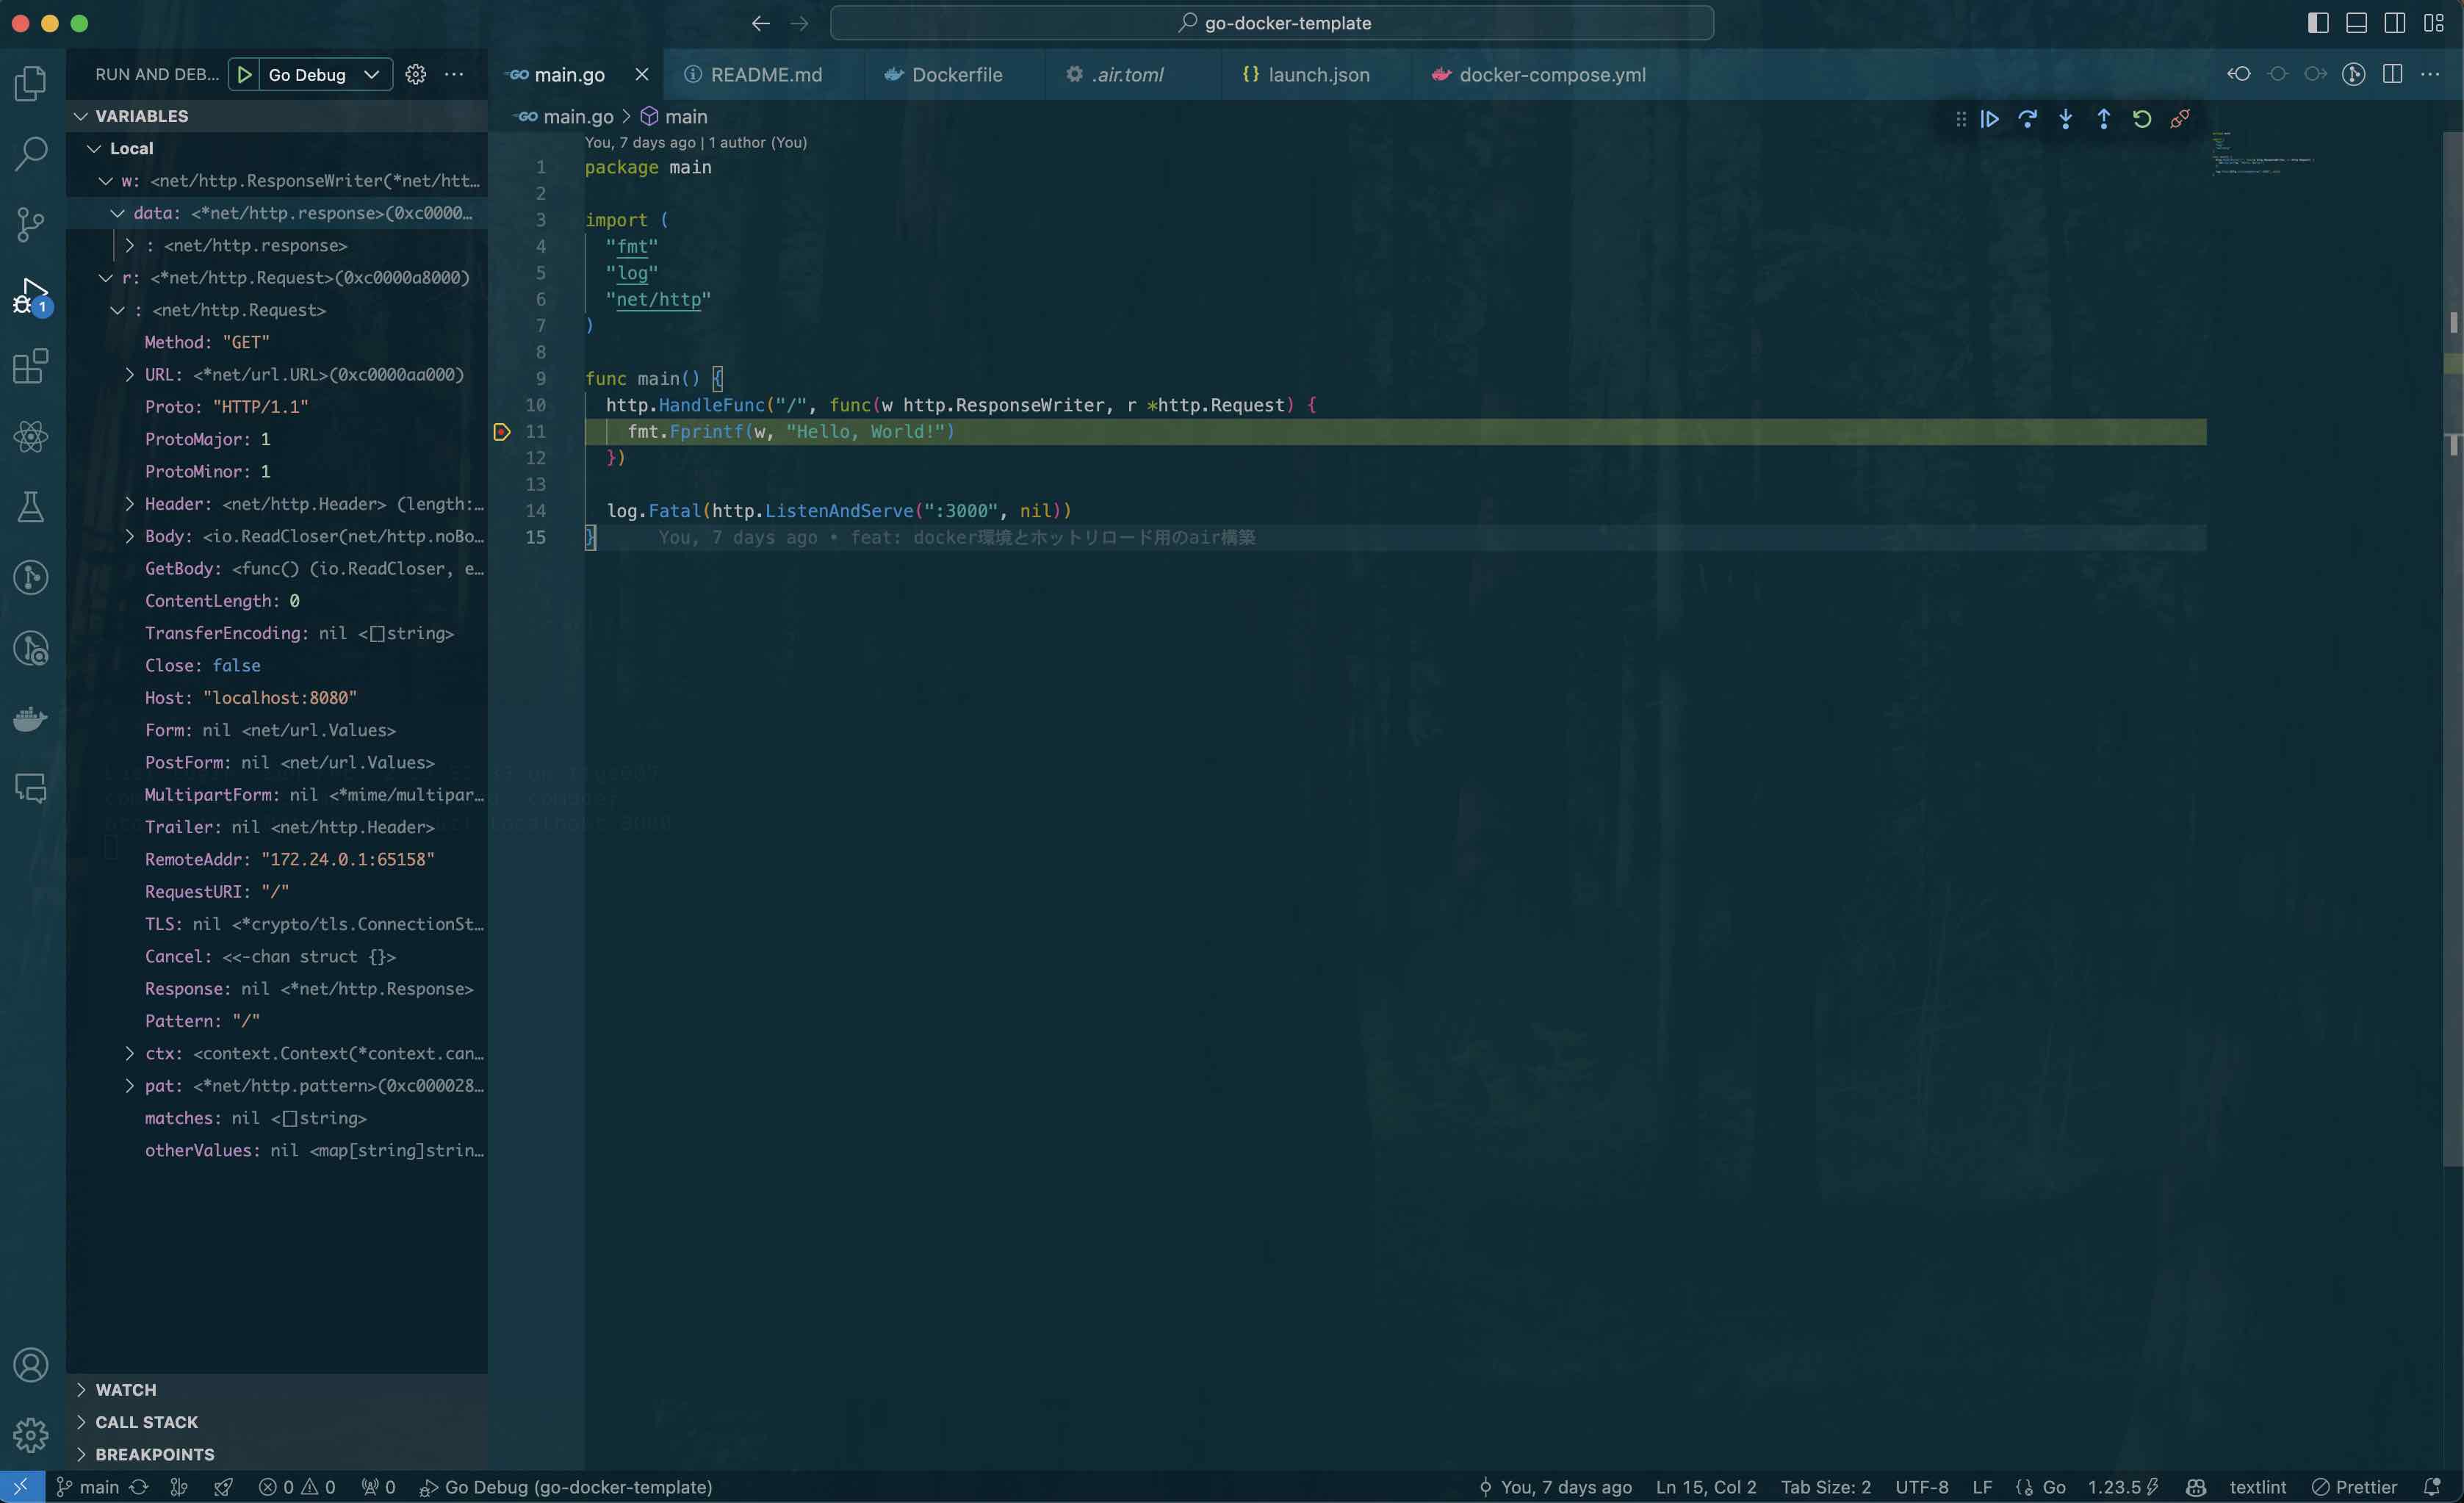 go-docker-template
RUN AND DEB... Go Debug
main.go
README.md
Dockerfile
.air.toml
launch.json
docker-compose.yml
VARIABLES
Local
w: <net/http.ResponseWriter(*net/htt...
data: <*net/http.response>(0xc0000...
: <net/http.response>
r: <*net/http.Request>(0xc0000a8000)
: <net/http.Request>
Method: "GET"
URL: <*net/url.URL>(0xc0000aa000)
Proto: "HTTP/1.1"
ProtoMajor: 1
ProtoMinor: 1
Header: <net/http.Header> (length:...
Body: <io.ReadCloser(net/http.noBo...
GetBody: <func() (io.ReadCloser, e...
ContentLength: 0
TransferEncoding: nil <[]string>
Close: false
Host: "localhost:8080"
Form: nil <net/url.Values>
PostForm: nil <net/url.Values>
MultipartForm: nil <*mime/multipar...
Trailer: nil <net/http.Header>
RemoteAddr: "172.24.0.1:65158"
RequestURI: "/"
TLS: nil <*crypto/tls.ConnectionSt...
Cancel: <<-chan struct {}>
Response: nil <*net/http.Response>
Pattern: "/"
ctx: <context.Context(*context.can...
pat: <*net/http.pattern>(0xc000028...
matches: nil <[]string>
otherValues: nil <map[string]strin...
WATCH
CALL STACK
BREAKPOINTS
1
GO main.go > main
You, 7 days ago | 1 author (You)
1 package main
2
3 import (
4 "fmt"
5 "log"
6 "net/http"
7 )
8
9 func main() {
10 http.HandleFunc("/", func(w http.ResponseWriter, r *http.Request) {
11 fmt.Fprintf(w, "Hello, World!")
12 })
13
14 log.Fatal(http.ListenAndServe(":3000", nil))
15 } You, 7 days ago • feat: docker環境とホットリロード用のair構築
main 0 0 0 Go Debug (go-docker-template) You, 7 days ago Ln 15, Col 2 Tab Size: 2 UTF-8 LF Go 1.23.5 textlint Prettier